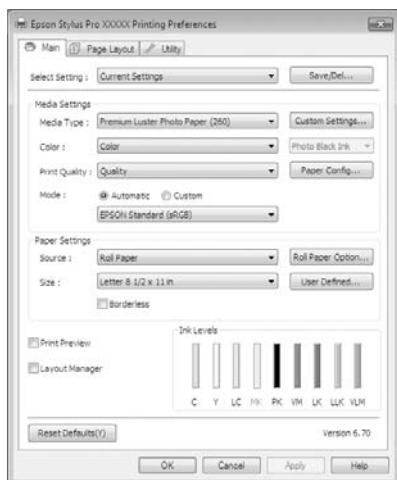 Epson Stylus Pro XXXXX Printing Preferences
Main Page Layout Utility
Select Setting : Current Settings Save/Del...
Media Settings
Media Type : Premium Luster Photo Paper (260) Custom Settings...
Color : Color Photo Black Ink
Print Quality : Quality Paper Config...
Mode : Automatic Custom
EPSON Standard (sRGB)
Paper Settings
Source : Roll Paper Roll Paper Option...
Size : Letter 8 1/2 x 11 in User Defined...
Borderless
Ink Levels
Print Preview
Layout Manager
C Y LC MK PK VM LK LLK VLM
Reset Defaults(Y) Version 6.70
OK Cancel Apply Help